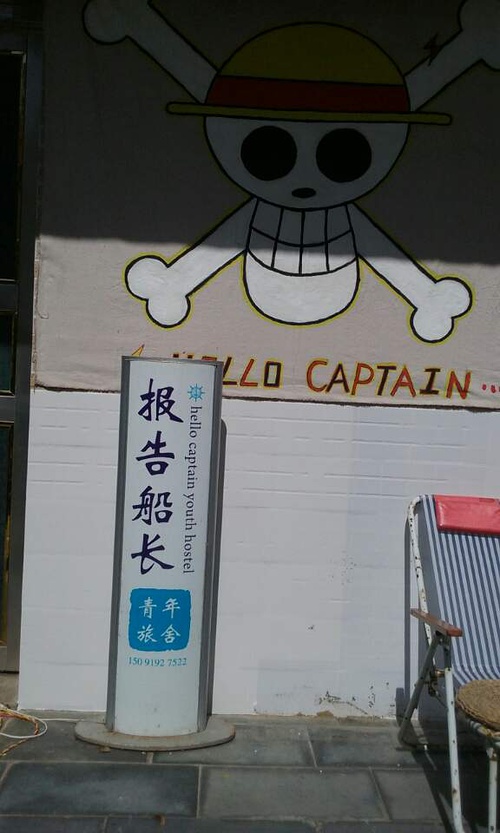 HELLO CAPTAIN
报告船长
hello captain youth hostel
青年
旅舍
150 9192 7522